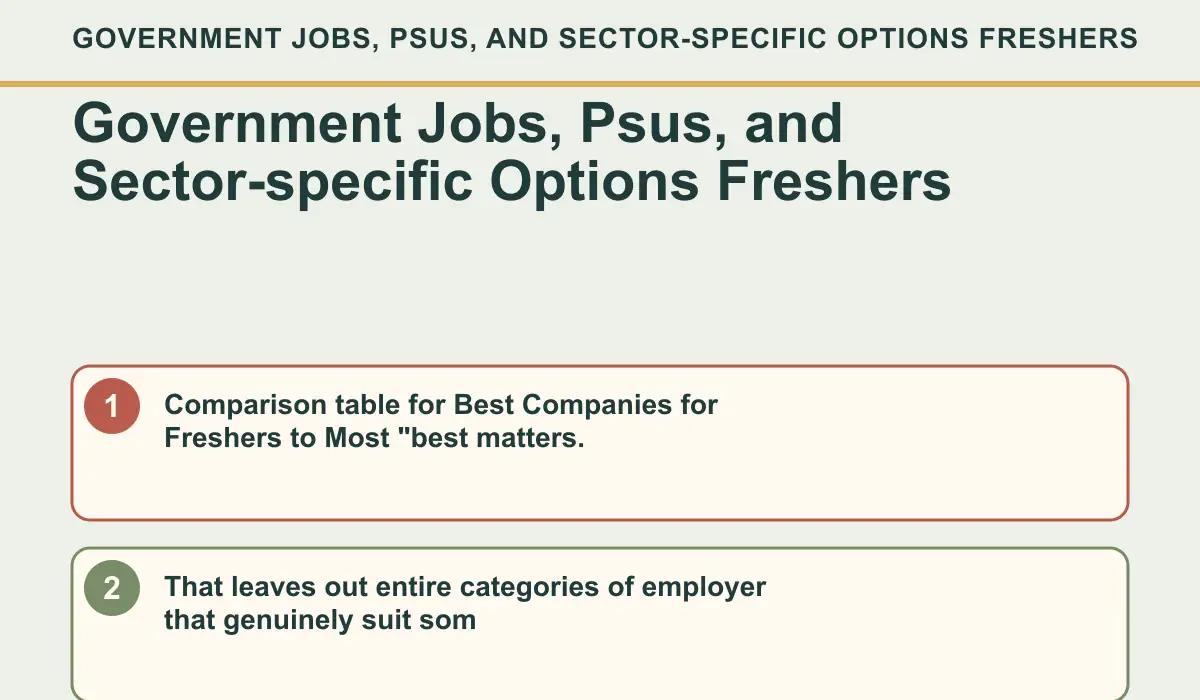 GOVERNMENT JOBS, PSUS, AND SECTOR-SPECIFIC OPTIONS FRESHERS
Government Jobs, Psus, and
Sector-specific Options Freshers
1
Comparison table for Best Companies for
Freshers to Most "best matters.
2
That leaves out entire categories of employer
that genuinely suit som